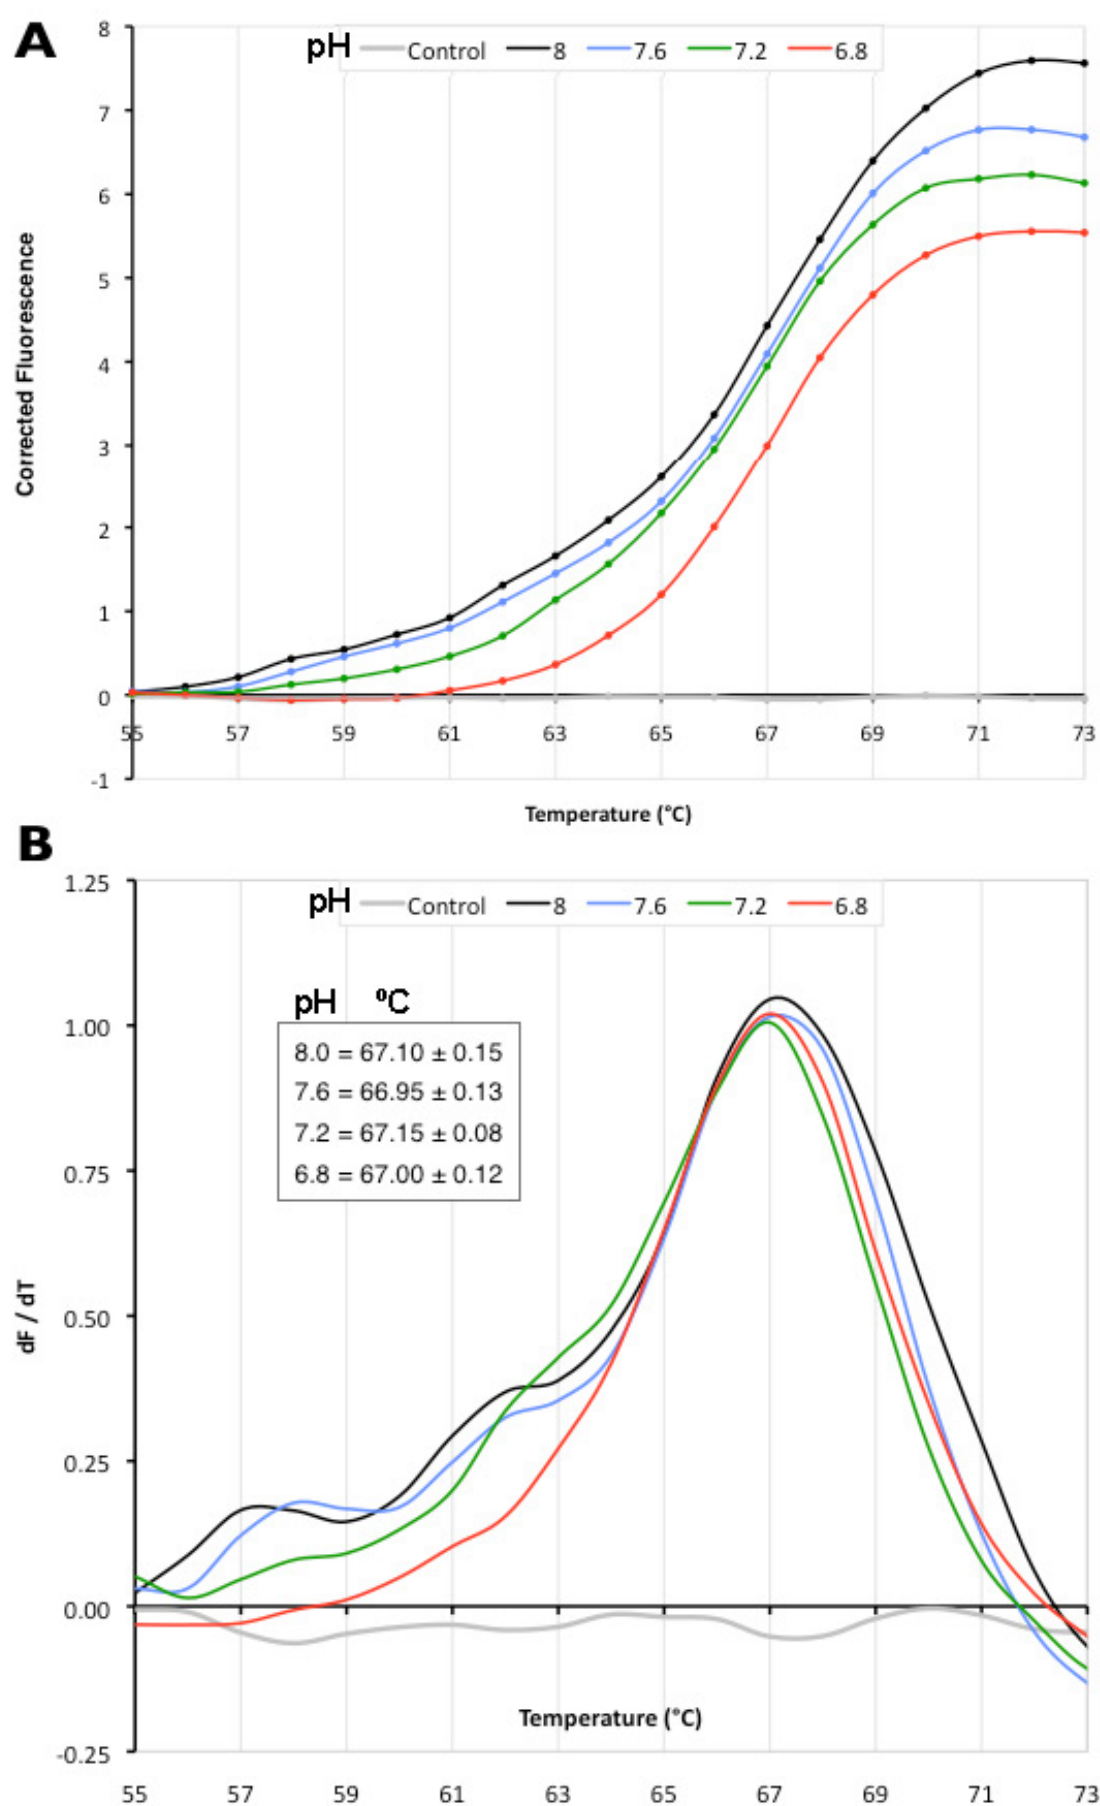 A
pH Control 8 7.6 7.2 6.8
8
7
6
5
4
3
2
1
0
-1
Corrected Fluorescence
55 57 59 61 63 65 67 69 71 73
Temperature (°C)
B
pH Control 8 7.6 7.2 6.8
1.25
1.00
0.75
0.50
0.25
0.00
-0.25
dF / dT
pH ºC
8.0 = 67.10 ± 0.15
7.6 = 66.95 ± 0.13
7.2 = 67.15 ± 0.08
6.8 = 67.00 ± 0.12
Temperature (°C)
55 57 59 61 63 65 67 69 71 73